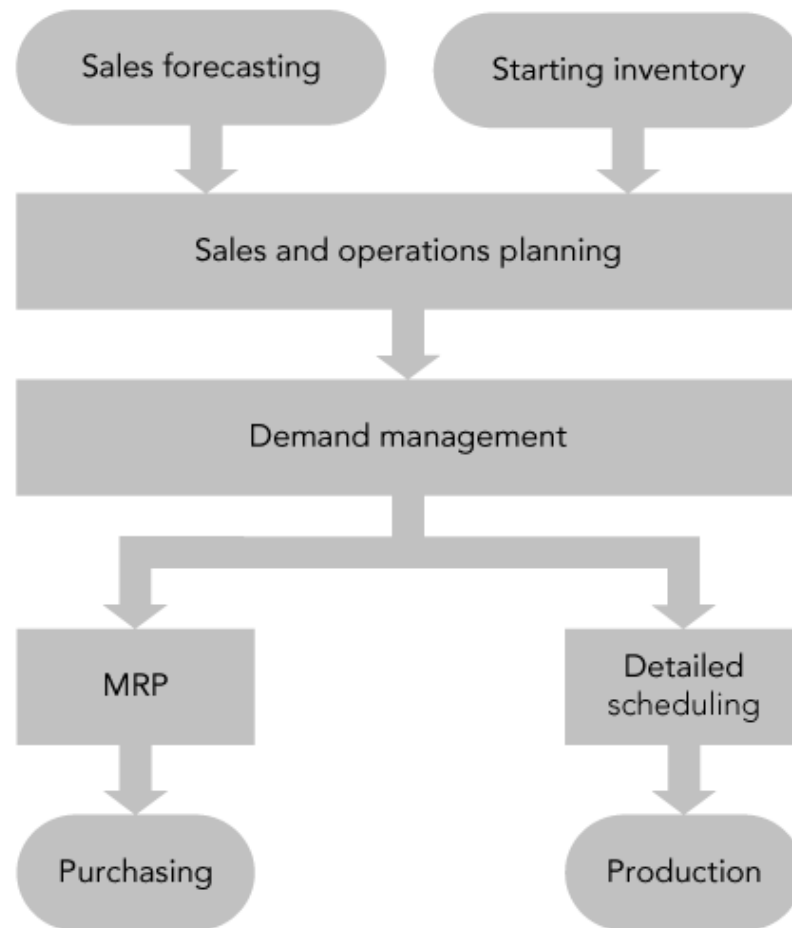 Sales forecasting
Starting inventory
Sales and operations planning
Demand management
MRP
Detailed
scheduling
Purchasing
Production